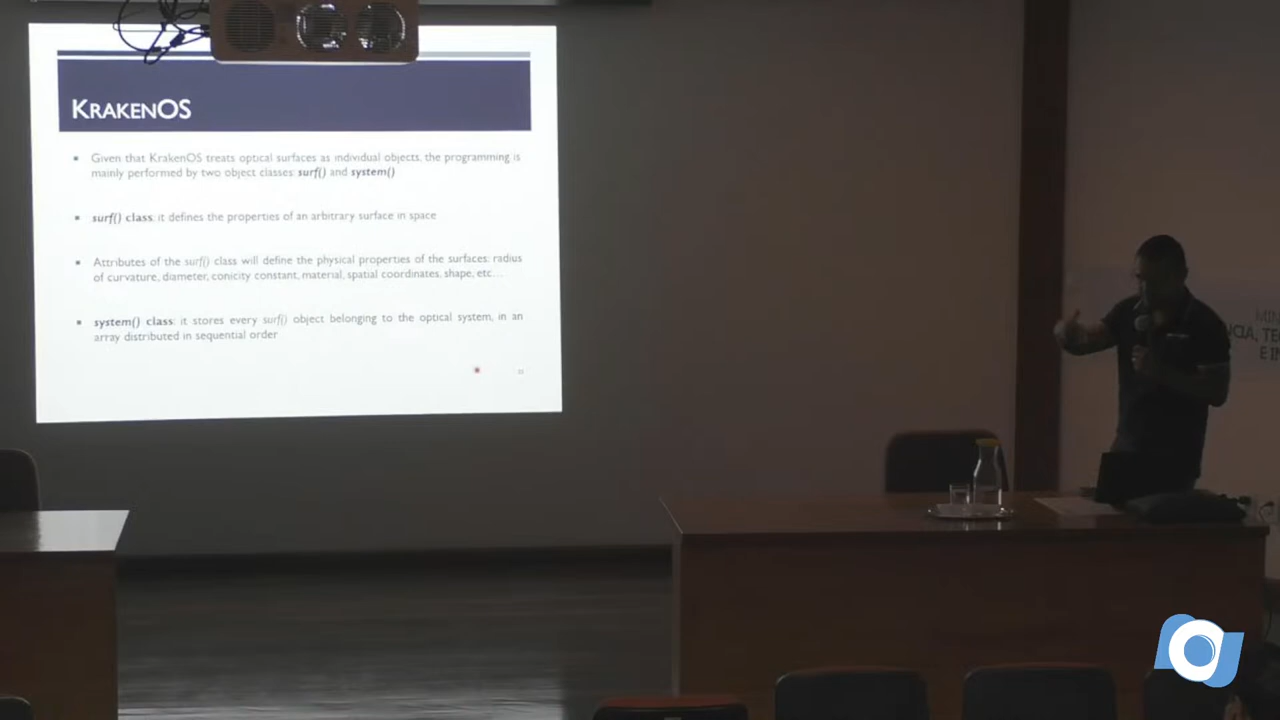 KRAKENOS
Given that KrakenOS treats optical surfaces as individual objects, the programming is
mainly performed by two object classes: surf() and system()
surf() class: it defines the properties of an arbitrary surface in space
Attributes of the surf() class will define the physical properties of the surfaces: radius
of curvature, diameter, conicity constant, material, spatial coordinates, shape, etc…
system() class: it stores every surf() object belonging to the optical system, in an
array distributed in sequential order
E IN